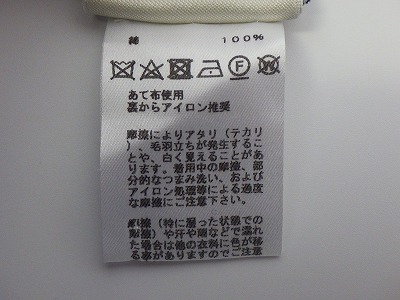 綿 100%
あて布使用
裏からアイロン推奨
摩擦によりアタリ（テカリ
）、毛羽立ちが発生するこ
とや、白く見えることがあ
ります。着用中の摩擦、部
分的なつまみ洗い、および
アイロン処理等による過度
な摩擦にご注意下さい。
摩擦（特に湿った状態での
摩擦）や汗や雨などで濡れ
た場合は他の衣料に色が移
る事がありますのでご注意